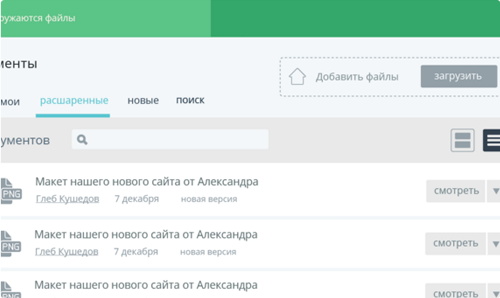 ружаются файлы
менты
Добавить файлы загрузить
мои расшаренные новые поиск
ументов
PNG Макет нашего нового сайта от Александра
Глеб Кушедов 7 декабря новая версия смотреть
PNG Макет нашего нового сайта от Александра
Глеб Кушедов 7 декабря новая версия смотреть
Макет нашего нового сайта от Александра
смотреть